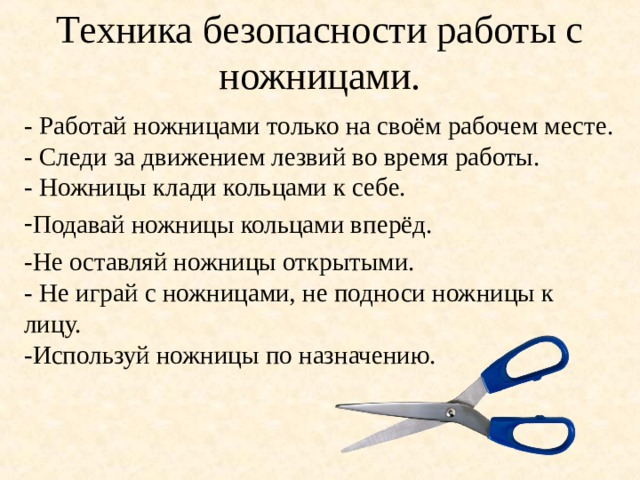 Техника безопасности работы с
ножницами.
- Работай ножницами только на своём рабочем месте.
- Следи за движением лезвий во время работы.
- Ножницы клади кольцами к себе.
-Подавай ножницы кольцами вперёд.
-Не оставляй ножницы открытыми.
- Не играй с ножницами, не подноси ножницы к
лицу.
-Используй ножницы по назначению.